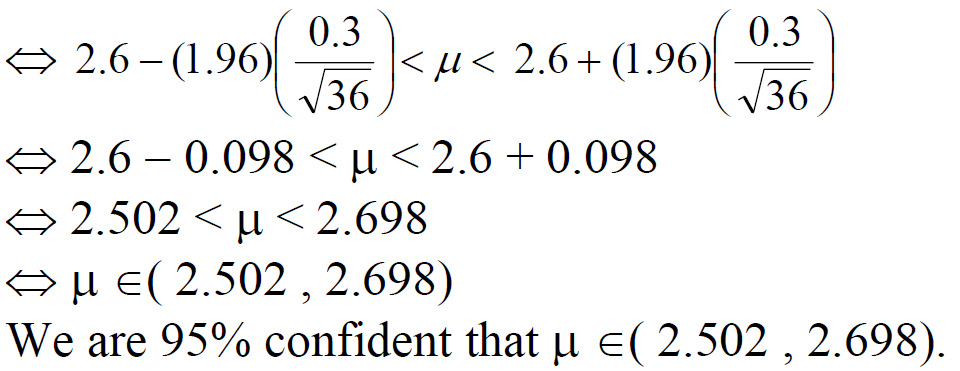 ⇔ 2.6 − (1.96)(0.3/√36) < μ < 2.6 + (1.96)(0.3/√36)
⇔ 2.6 – 0.098 < μ < 2.6 + 0.098
⇔ 2.502 < μ < 2.698
⇔ μ ∈( 2.502 , 2.698)
We are 95% confident that μ ∈( 2.502 , 2.698).